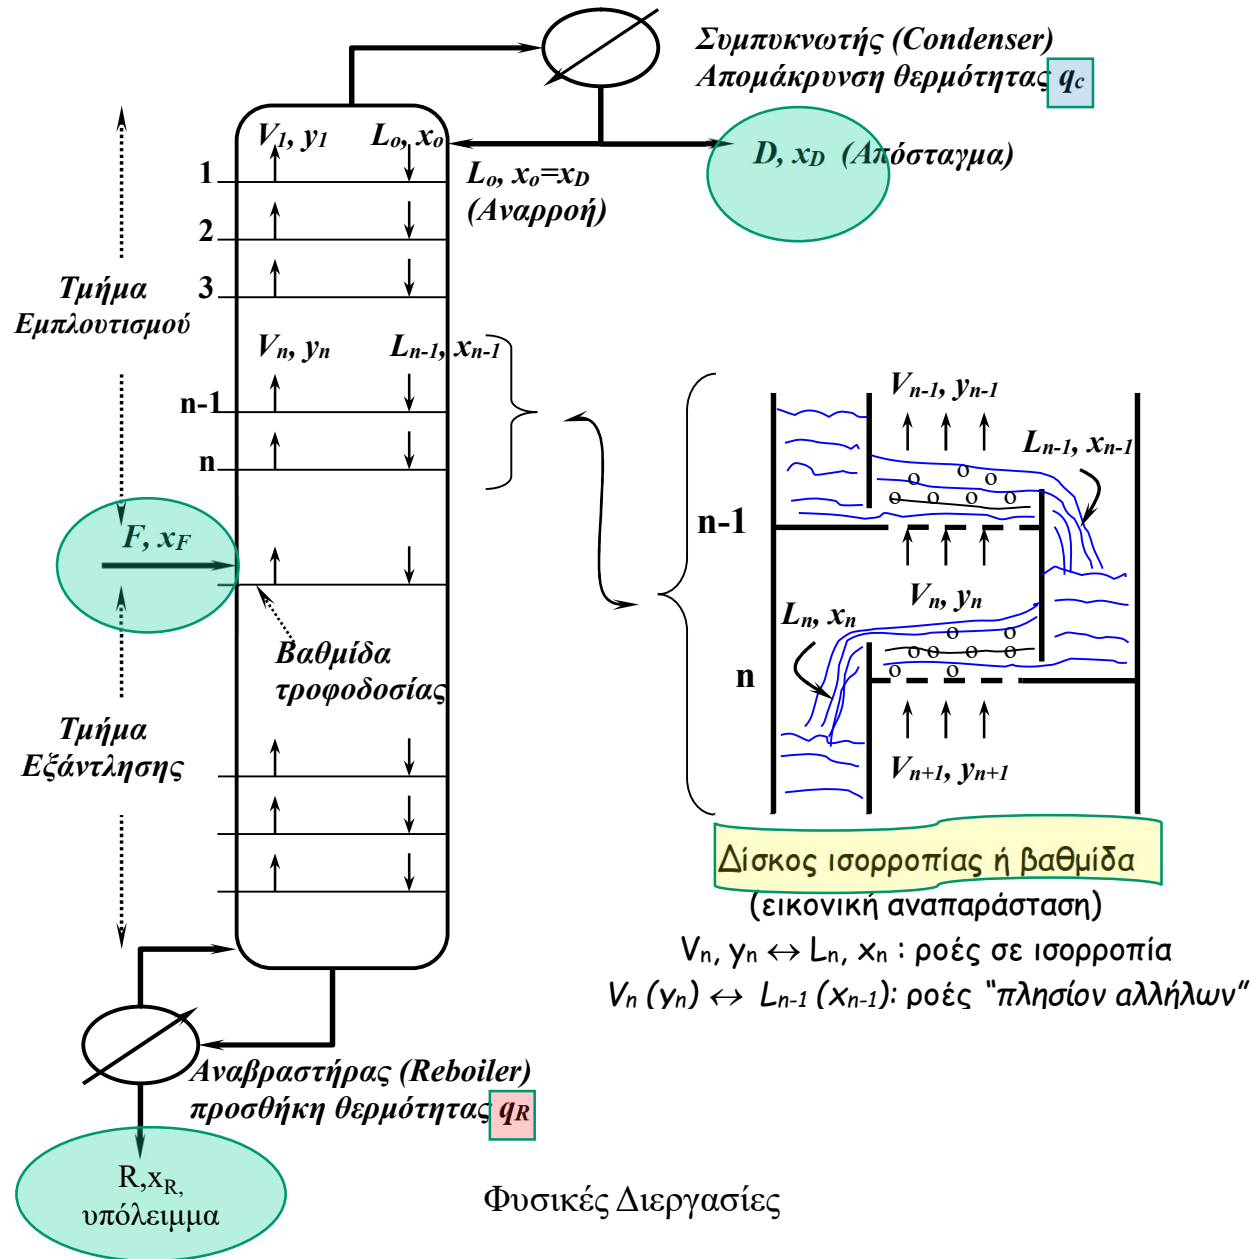 Συμπυκνωτής (Condenser)
Απομάκρυνση θερμότητας qc
V1, y1
Lo, xo
D, xD (Απόσταγμα)
1
Lo, xo=xD
(Αναρροή)
2
3
Τμήμα
Εμπλουτισμού
Vn, yn
Ln-1, xn-1
n-1
n
Vn-1, yn-1
Ln-1, xn-1
n-1
F, xF
Vn, yn
Ln, xn
n
Βαθμίδα
τροφοδοσίας
Τμήμα
Εξάντλησης
Vn+1, yn+1
Δίσκος ισορροπίας ή βαθμίδα
(εικονική αναπαράσταση)
Vn, yn ↔ Ln, xn : ροές σε ισορροπία
Vn (yn) ↔ Ln-1 (xn-1): ροές "πλησίον αλλήλων"
Αναβραστήρας (Reboiler)
προσθήκη θερμότητας qR
R,xR,
υπόλειμμα
Φυσικές Διεργασίες